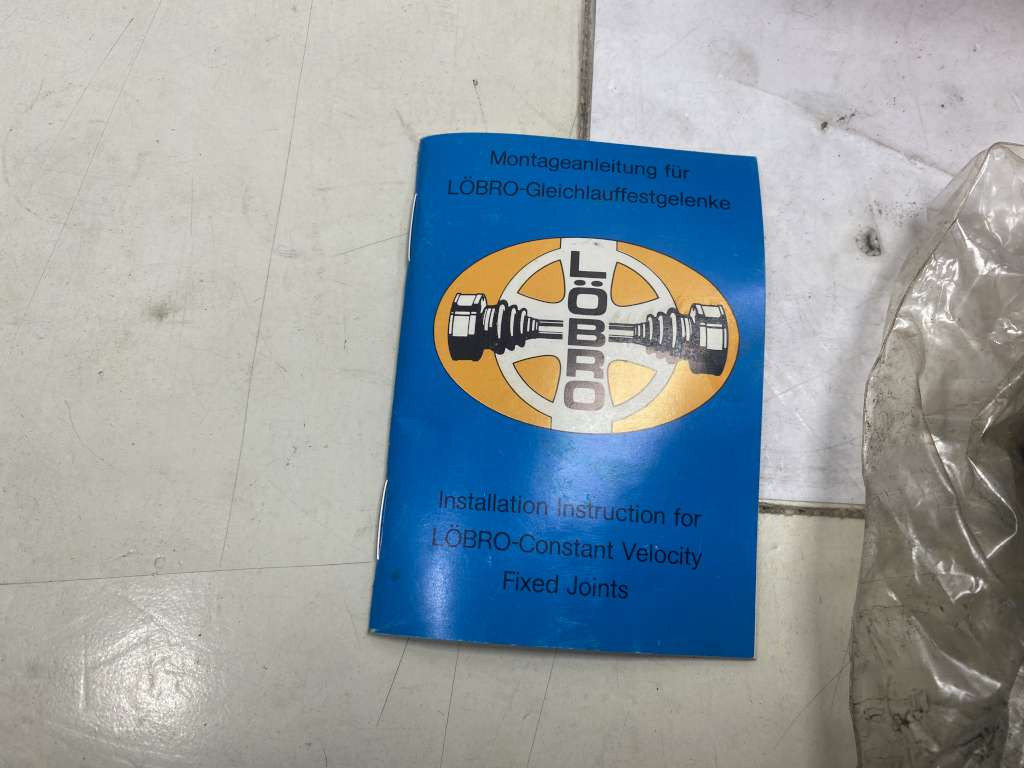 Montageanleitung für
LÖBRO-Gleichlauffestgelenke
LÖBRO
Installation Instruction for
LÖBRO-Constant Velocity
Fixed Joints